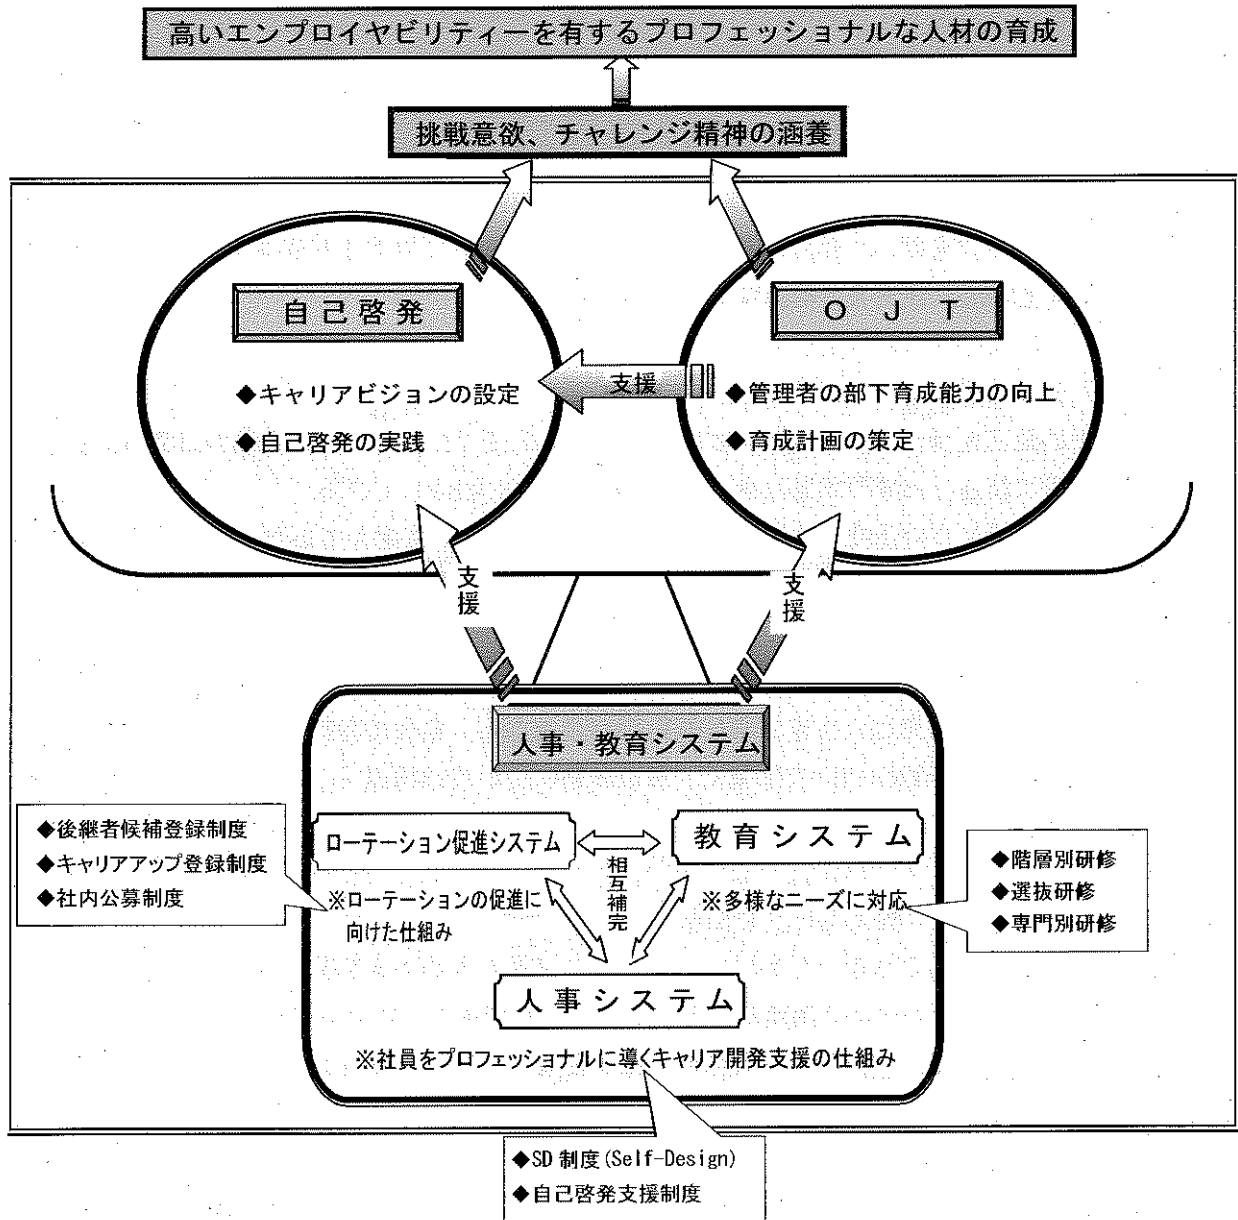 高いエンプロイヤビリティーを有するプロフェッショナルな人材の育成
挑戦意欲、チャレンジ精神の涵養
自己啓発
◆キャリアビジョンの設定
◆自己啓発の実践
支援
ＯＪＴ
◆管理者の部下育成能力の向上
◆育成計画の策定
支援
支援
人事・教育システム
ローテーション促進システム
※ローテーションの促進に
向けた仕組み
相互補完
教育システム
※多様なニーズに対応
人事システム
※社員をプロフェッショナルに導くキャリア開発支援の仕組み
◆後継者候補登録制度
◆キャリアアップ登録制度
◆社内公募制度
◆階層別研修
◆選抜研修
◆専門別研修
◆SD制度(Self-Design)
◆自己啓発支援制度